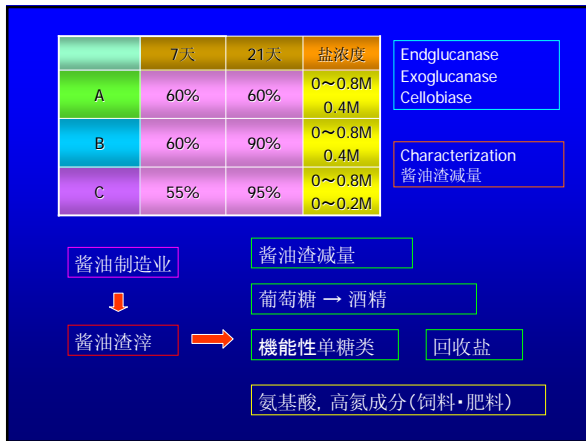 7天 21天 盐浓度
A 60% 60% 0～0.8M
0.4M
B 60% 90% 0～0.8M
0.4M
C 55% 95% 0～0.8M
0～0.2M
Endglucanase
Exoglucanase
Cellobiase
Characterization
酱油渣减量
酱油制造业
酱油渣滓
酱油渣减量
葡萄糖 → 酒精
機能性单糖类
回收盐
氨基酸, 高氮成分(饲料・肥料)